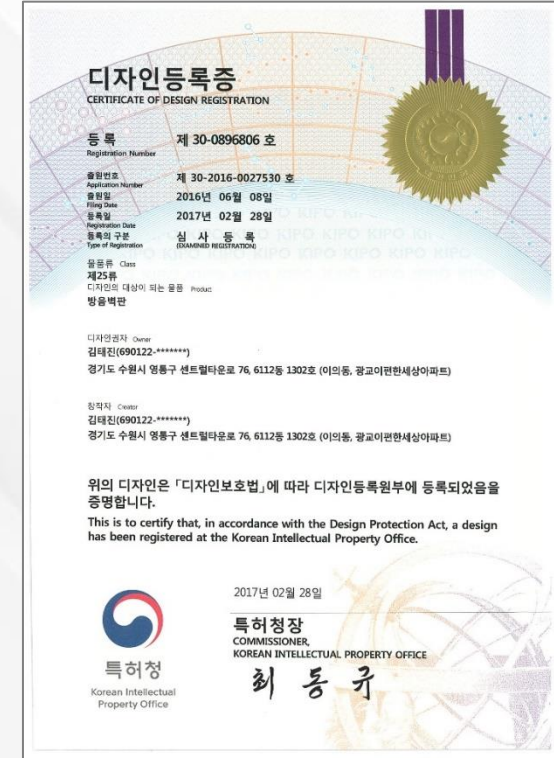 디자인등록증
CERTIFICATE OF DESIGN REGISTRATION
등 록 제 30-0896806 호
Registration Number
출원번호 제 30-2016-0027530 호
Application Number
출원일 2016년 06월 08일
Filing Date
등록일 2017년 02월 28일
Registration Date
등록의 구분 심 사 등 록
Type of Registration (EXAMINED REGISTRATION)
물품류 Class
제25류
디자인의 대상이 되는 물품 Product
방음벽판
디자인권자 Owner
김태진(690122-*******)
경기도 수원시 영통구 센트럴타운로 76, 6112동 1302호 (이의동, 광교이편한세상아파트)
창작자 Creator
김태진(690122-*******)
경기도 수원시 영통구 센트럴타운로 76, 6112동 1302호 (이의동, 광교이편한세상아파트)
위의 디자인은 「디자인보호법」에 따라 디자인등록원부에 등록되었음을
증명합니다.
This is to certify that, in accordance with the Design Protection Act, a design
has been registered at the Korean Intellectual Property Office.
2017년 02월 28일
특허청장
COMMISSIONER,
KOREAN INTELLECTUAL PROPERTY OFFICE
최동규
특허청
Korean Intellectual
Property Office